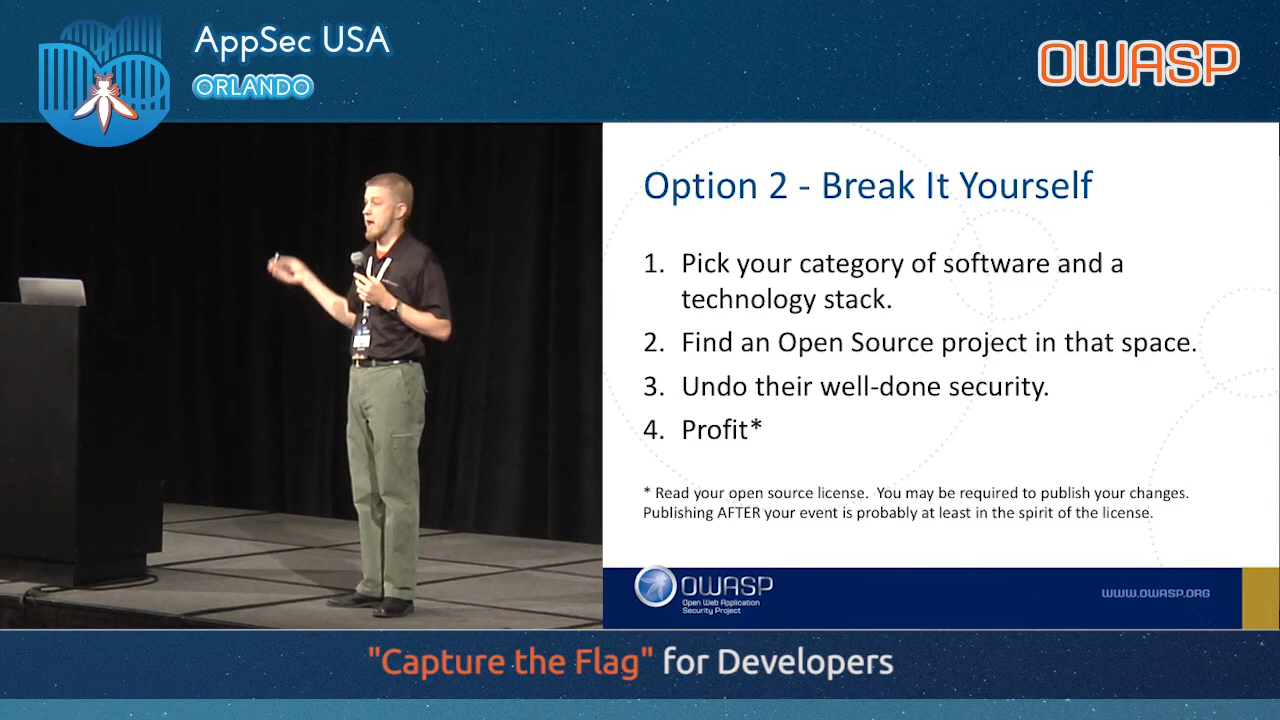 AppSec USA
ORLANDO
OWASP
Option 2 - Break It Yourself
1. Pick your category of software and a
technology stack.
2. Find an Open Source project in that space.
3. Undo their well-done security.
4. Profit*
* Read your open source license. You may be required to publish your changes.
Publishing AFTER your event is probably at least in the spirit of the license.
OWASP
Open Web Application
Security Project
WWW.OWASP.ORG
"Capture the Flag" for Developers